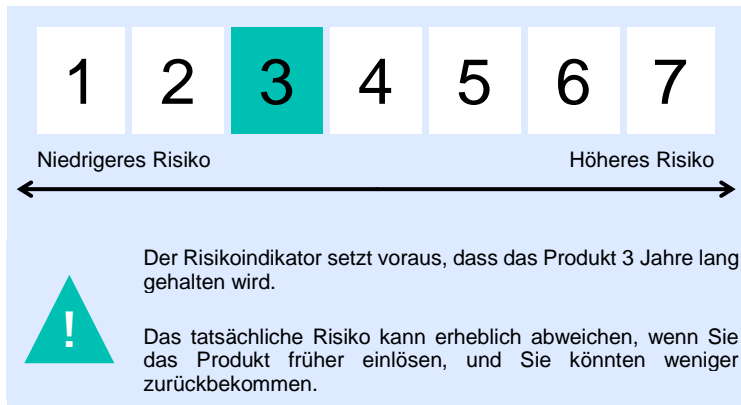 1 2 3 4 5 6 7
Niedrigeres Risiko Höheres Risiko
Der Risikoindikator setzt voraus, dass das Produkt 3 Jahre lang
gehalten wird.
!
Das tatsächliche Risiko kann erheblich abweichen, wenn Sie
das Produkt früher einlösen, und Sie könnten weniger
zurückbekommen.